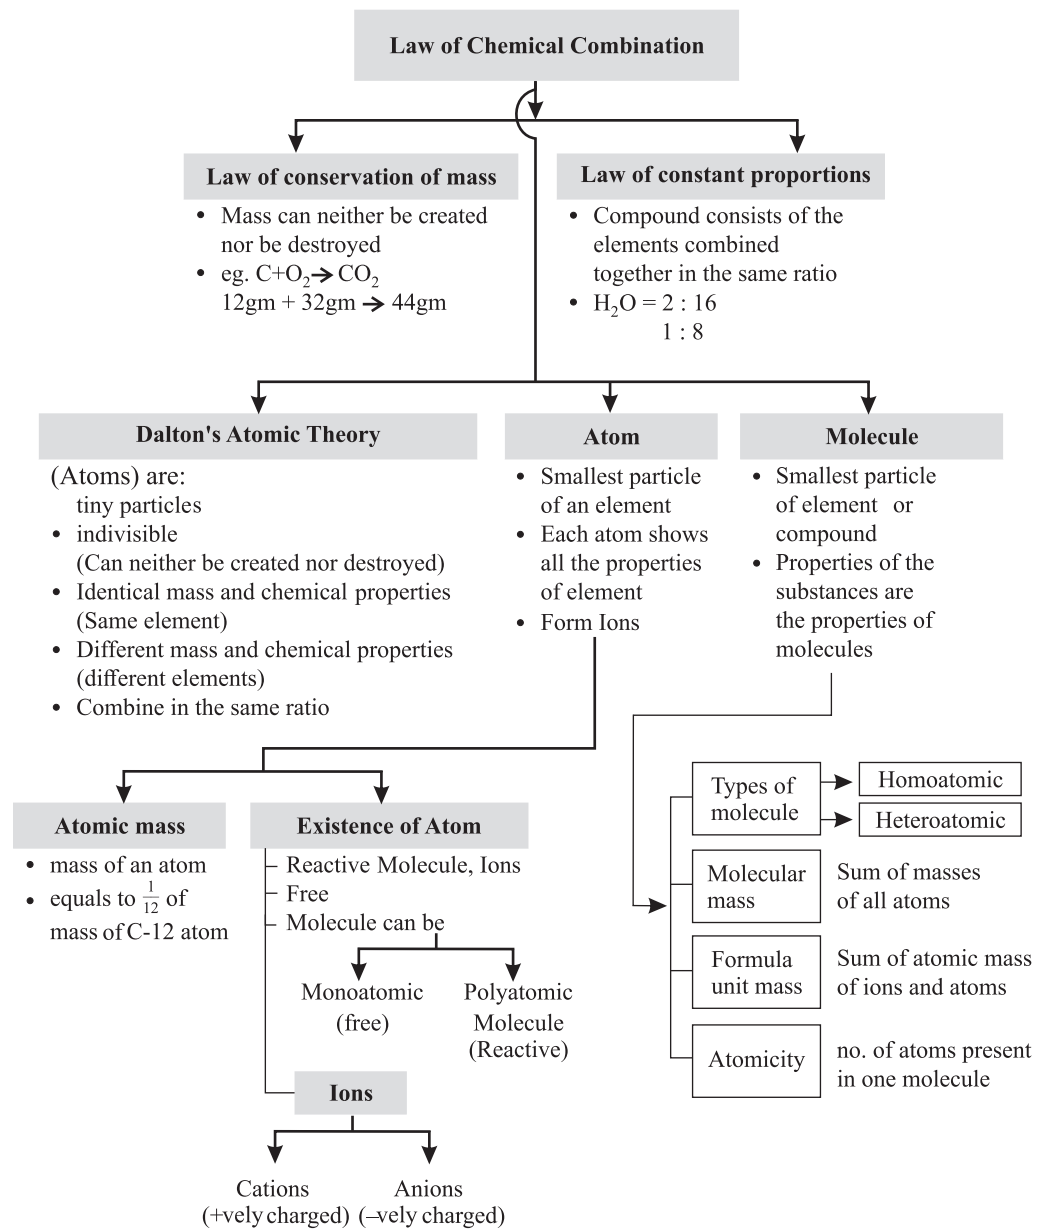 Law of Chemical Combination
Law of conservation of mass
• Mass can neither be created
nor be destroyed
• eg. C+O₂→CO₂
12gm + 32gm → 44gm
Law of constant proportions
• Compound consists of the
elements combined
together in the same ratio
• H₂O = 2 : 16
1 : 8
Dalton's Atomic Theory
(Atoms) are:
tiny particles
• indivisible
(Can neither be created nor destroyed)
• Identical mass and chemical properties
(Same element)
• Different mass and chemical properties
(different elements)
• Combine in the same ratio
Atom
• Smallest particle
of an element
• Each atom shows
all the properties
of element
• Form Ions
Molecule
• Smallest particle
of element or
compound
• Properties of the
substances are
the properties of
molecules
Atomic mass
• mass of an atom
• equals to 1/12 of
mass of C-12 atom
Existence of Atom
Reactive Molecule, Ions
Free
Molecule can be
Monoatomic
(free)
Polyatomic
Molecule
(Reactive)
Ions
Cations
(+vely charged)
Anions
(–vely charged)
Types of
molecule
Homoatomic
Heteroatomic
Molecular
mass
Sum of masses
of all atoms
Formula
unit mass
Sum of atomic mass
of ions and atoms
Atomicity
no. of atoms present
in one molecule